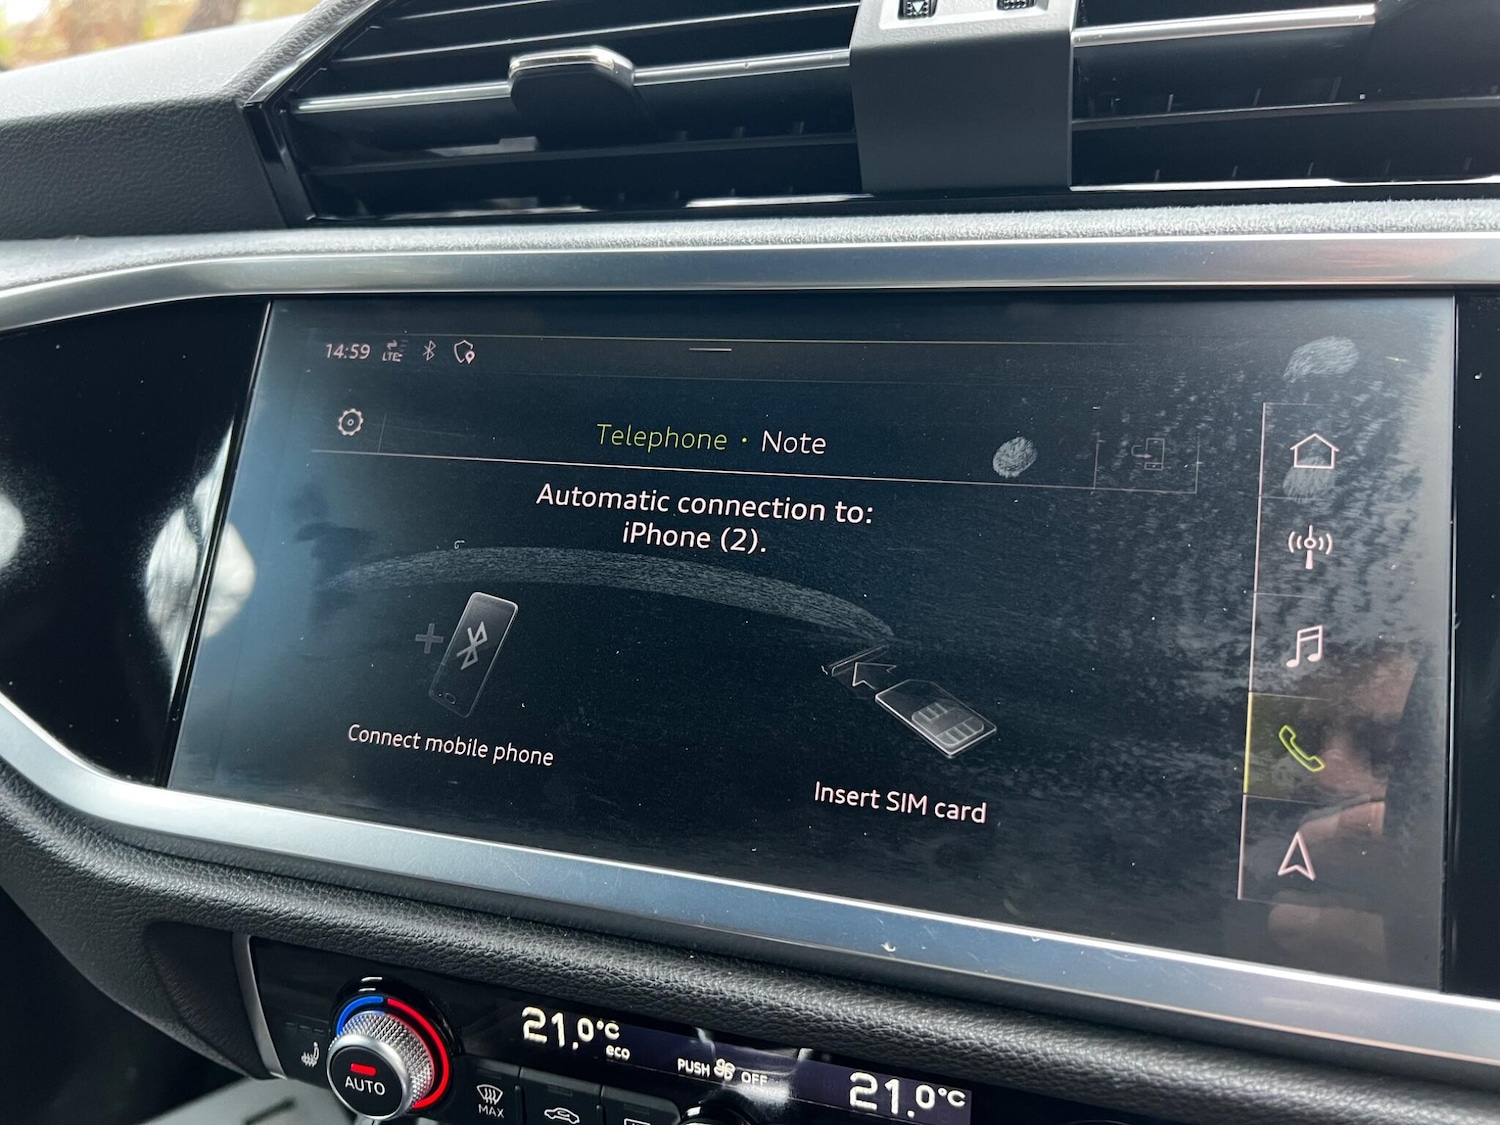 14:59 LTE
Telephone · Note
Automatic connection to:
iPhone (2).
Connect mobile phone
Insert SIM card
21.0°C
eco
PUSH OFF
21.0°C
AUTO
MAX